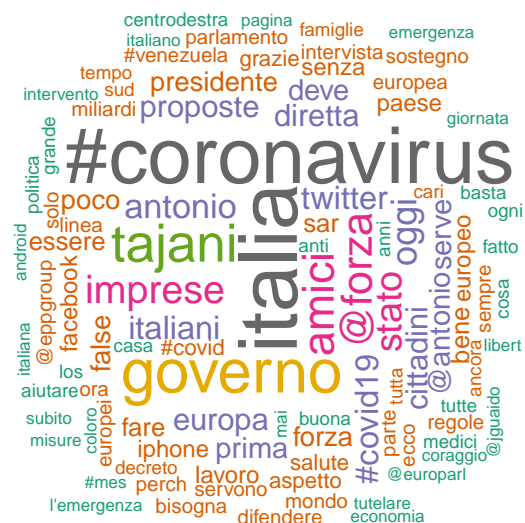 centrodestra pagina
italiano parlamento famiglie emergenza
#venezuela grazie intervista sostegno
tempo presidente senza europea
sud
intervento miliardi proposte deve diretta paese
giornata
grande
politica
#coronavirus
solo poco antonio italia twitter cari basta
linea ogni
essere tajani sar oggi
android anti anni fatto
@eppgroup facebook false imprese amici @forza stato @antonioserve bene europeo
cosa
italiana italiani
casa #covid libert
los governo cittadini ancora sempre
aiutare ora tutta
subito europei europa mai buona #covid19 tutte
coloro fare prima forza parte regole
misure iphone ecco medici @jguaido
decreto salute coraggio
#mes perch lavoro aspetto @europarl
servono
l'emergenza bisogna mondo tutelare
difendere economia